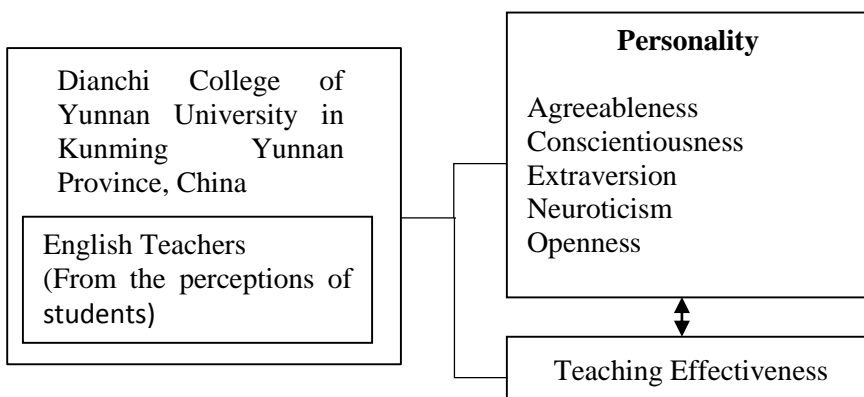 Dianchi College of
Yunnan University in
Kunming Yunnan
Province, China
English Teachers
(From the perceptions of
students)
Personality
Agreeableness
Conscientiousness
Extraversion
Neuroticism
Openness
Teaching Effectiveness